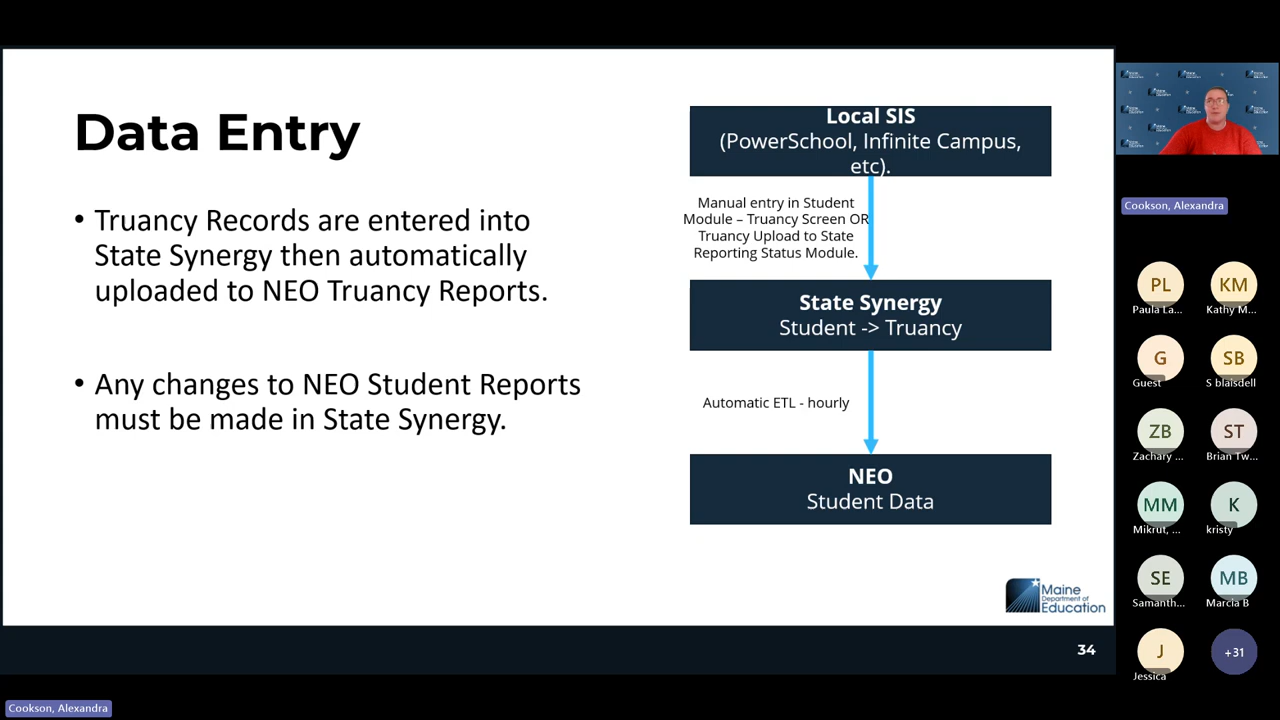 Data Entry
• Truancy Records are entered into
State Synergy then automatically
uploaded to NEO Truancy Reports.
• Any changes to NEO Student Reports
must be made in State Synergy.
Local SIS
(PowerSchool, Infinite Campus,
etc).
Manual entry in Student
Module – Truancy Screen OR
Truancy Upload to State
Reporting Status Module.
State Synergy
Student -> Truancy
Automatic ETL - hourly
NEO
Student Data
Maine
Department of
Education
34
Cookson, Alexandra
PL
Paula La...
KM
Kathy M...
G
Guest
SB
S blaisdell
ZB
Zachary ...
ST
Brian Tw...
MM
Mikrut, ...
K
kristy
SE
Samanth...
MB
Marcia B
J
Jessica
+31
Cookson, Alexandra